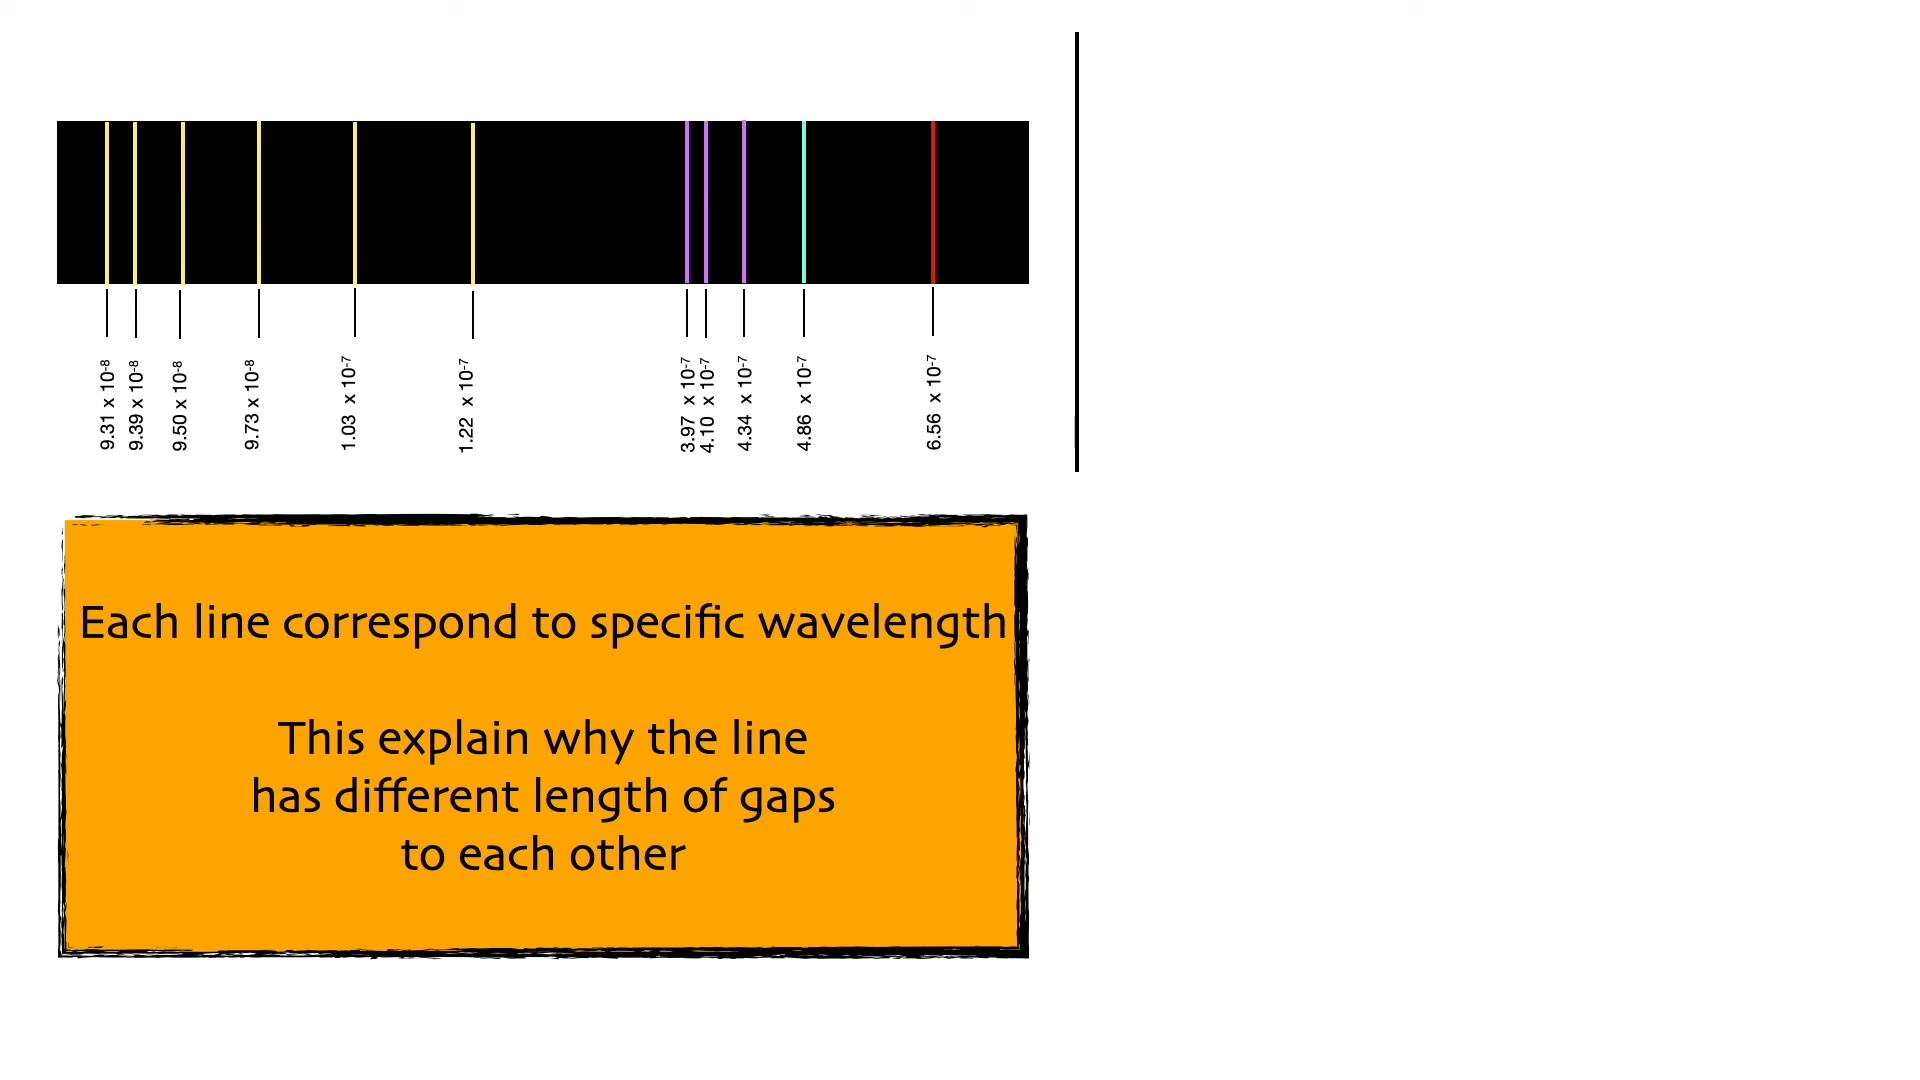 9.31 x 10⁻⁸
9.39 x 10⁻⁸
9.50 x 10⁻⁸
9.73 x 10⁻⁸
1.03 x 10⁻⁷
1.22 x 10⁻⁷
3.97 x 10⁻⁷
4.10 x 10⁻⁷
4.34 x 10⁻⁷
4.86 x 10⁻⁷
6.56 x 10⁻⁷
Each line correspond to specific wavelength
This explain why the line
has different length of gaps
to each other